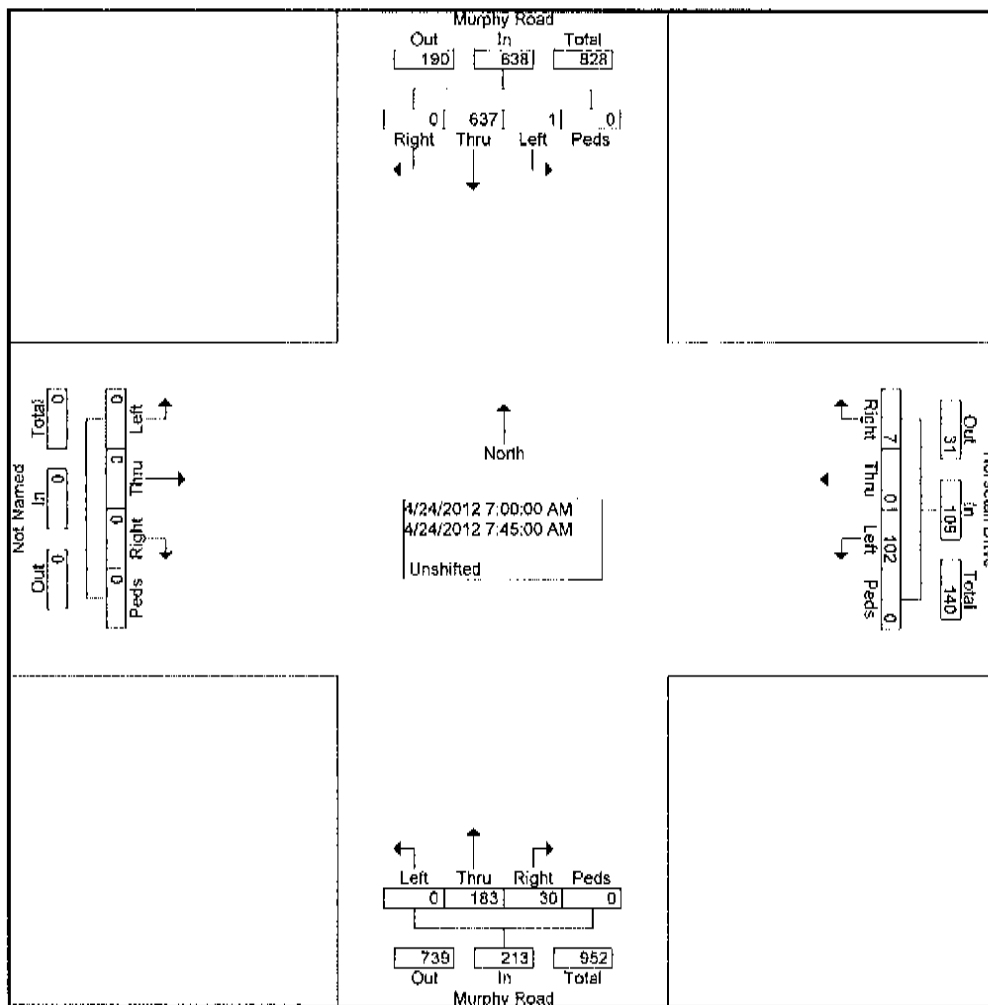 Murphy Road
Out In Total
190 638 828
0 637 1 0
Right Thru Left Peds
Total In Out
0 0 0
Not Named
Left Thru Right Peds
0 0 0 0
North
4/24/2012 7:00:00 AM
4/24/2012 7:45:00 AM
Unshifted
Right Thru Left Peds
7 0 102 0
Out In Total
31 109 140
Left Thru Right Peds
0 183 30 0
739 213 952
Out In Total
Murphy Road